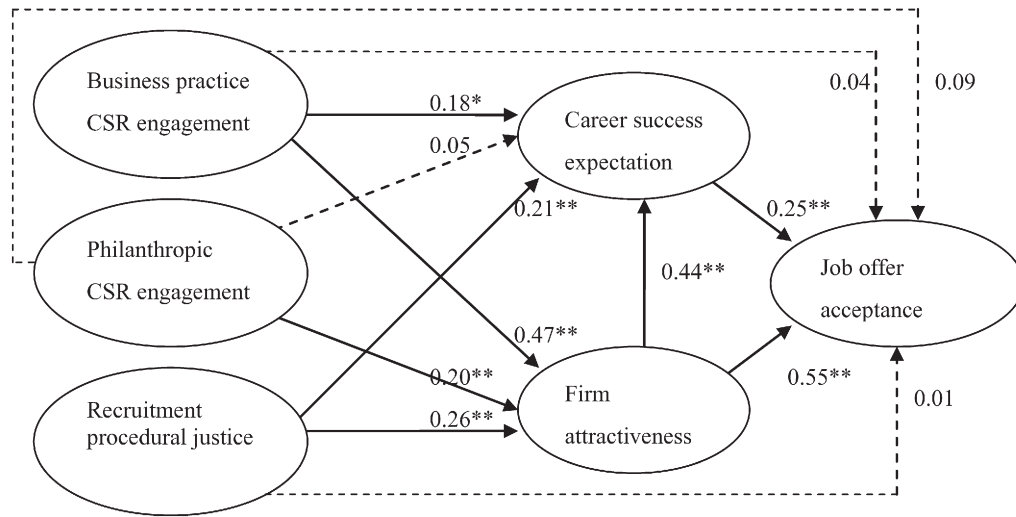 Business practice
CSR engagement
0.18*
Career success
expectation
0.04
0.09
0.05
0.21**
0.25**
Philanthropic
CSR engagement
0.44**
Job offer
acceptance
0.47**
0.20**
0.55**
0.01
Recruitment
procedural justice
0.26**
Firm
attractiveness